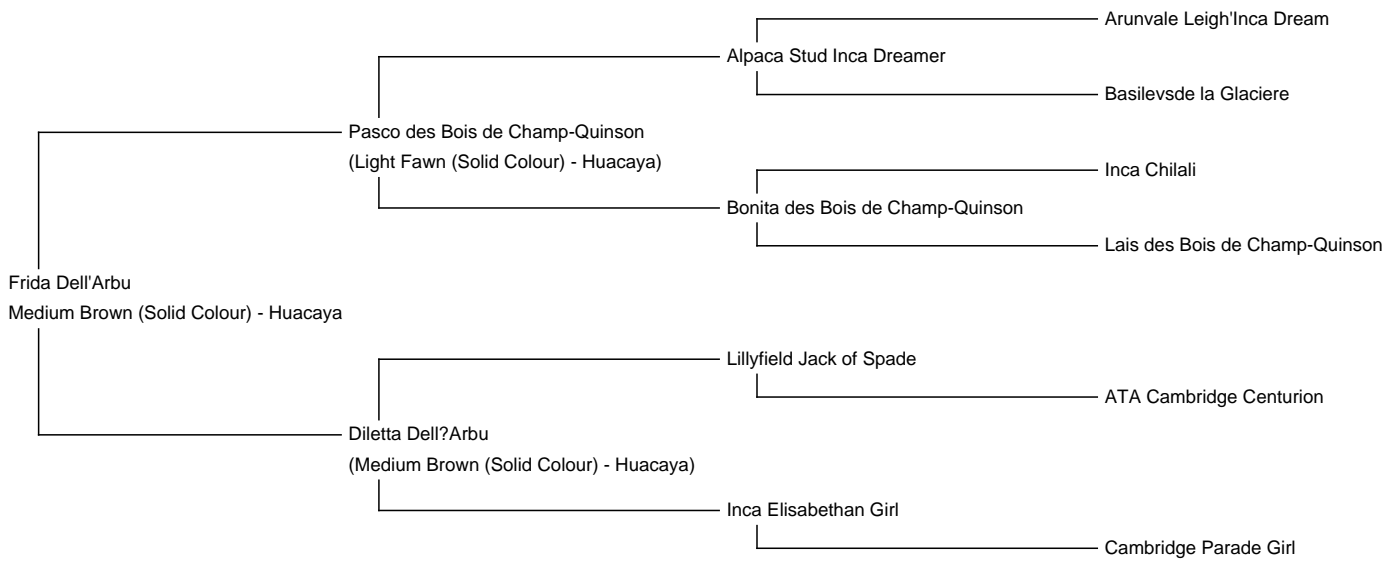 Arunvale Leigh'Inca Dream
Alpaca Stud Inca Dreamer
Basilevsde la Glaciere
Pasco des Bois de Champ-Quinson
(Light Fawn (Solid Colour) - Huacaya)
Inca Chilali
Bonita des Bois de Champ-Quinson
Lais des Bois de Champ-Quinson
Frida Dell'Arbu
Medium Brown (Solid Colour) - Huacaya
Lillyfield Jack of Spade
ATA Cambridge Centurion
Diletta Dell?Arbu
(Medium Brown (Solid Colour) - Huacaya)
Inca Elisabethan Girl
Cambridge Parade Girl